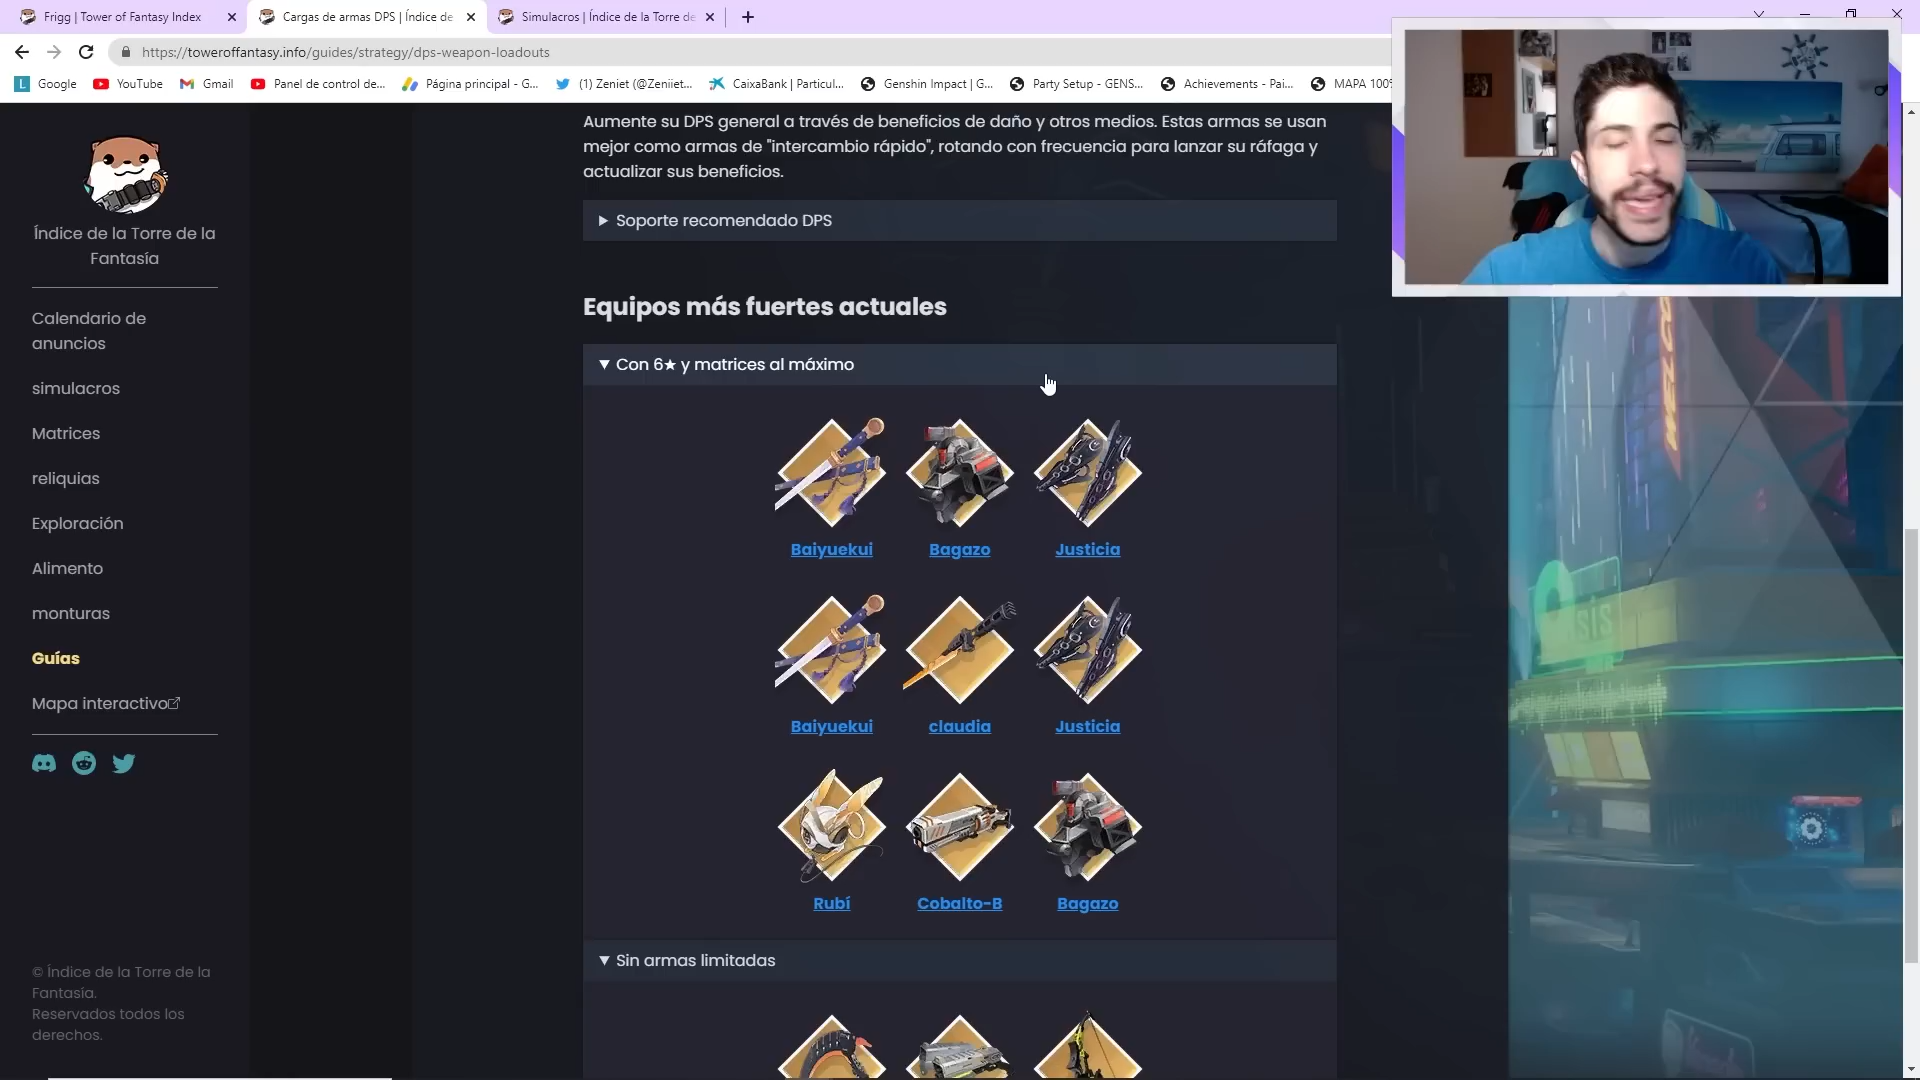 Frigg | Tower of Fantasy Index
Cargas de armas DPS | Índice de
Simulacros | Índice de la Torre de
https://toweroffantasy.info/guides/strategy/dps-weapon-loadouts
Google
YouTube
Gmail
Panel de control de...
Página principal - G...
(1) Zeniet (@Zeniiet...
CaixaBank | Particul...
Genshin Impact | G...
Party Setup - GENS...
Achievements - Pai...
MAPA 100%
Índice de la Torre de la
Fantasía
Calendario de
anuncios
simulacros
Matrices
reliquias
Exploración
Alimento
monturas
Guías
Mapa interactivo
© Índice de la Torre de la
Fantasía.
Reservados todos los
derechos.
Aumente su DPS general a través de beneficios de daño y otros medios. Estas armas se usan
mejor como armas de "intercambio rápido", rotando con frecuencia para lanzar su ráfaga y
actualizar sus beneficios.
Soporte recomendado DPS
Equipos más fuertes actuales
Con 6★ y matrices al máximo
Baiyuekui
Bagazo
Justicia
Baiyuekui
claudia
Justicia
Rubí
Cobalto-B
Bagazo
Sin armas limitadas